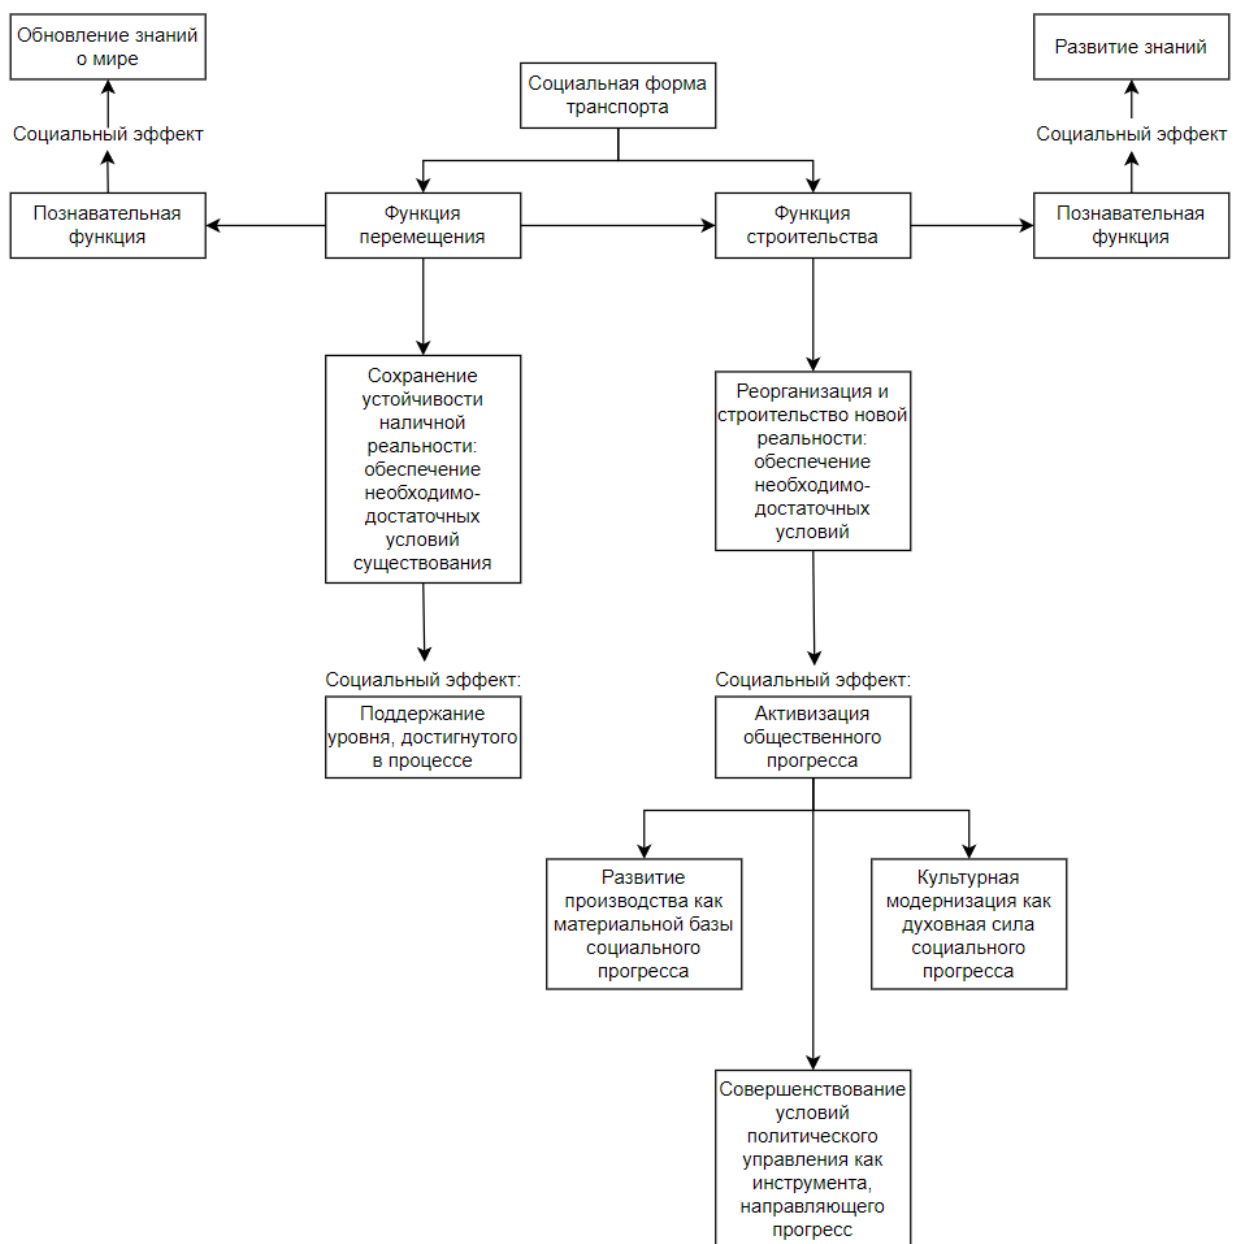 Обновление знаний
о мире
Социальная форма
транспорта
Развитие знаний
Социальный эффект
Социальный эффект
Познавательная
функция
Функция
перемещения
Функция
строительства
Познавательная
функция
Сохранение
устойчивости
наличной
реальности:
обеспечение
необходимо-
достаточных
условий
существования
Реорганизация и
строительство новой
реальности:
обеспечение
необходимо-
достаточных
условий
Социальный эффект:
Поддержание
уровня, достигнутого
в процессе
Социальный эффект:
Активизация
общественного
прогресса
Развитие
производства как
материальной базы
социального
прогресса
Культурная
модернизация как
духовная сила
социального
прогресса
Совершенствование
условий
политического
управления как
инструмента,
направляющего
прогресс